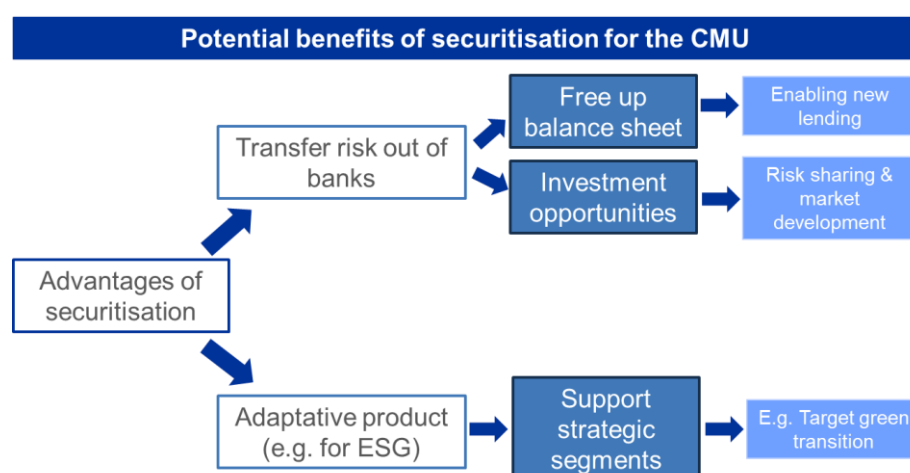 Potential benefits of securitisation for the CMU
Free up
balance sheet
Enabling new
lending
Transfer risk out of
banks
Investment
opportunities
Risk sharing &
market
development
Advantages of
securitisation
Adaptative product
(e.g. for ESG)
Support
strategic
segments
E.g. Target green
transition